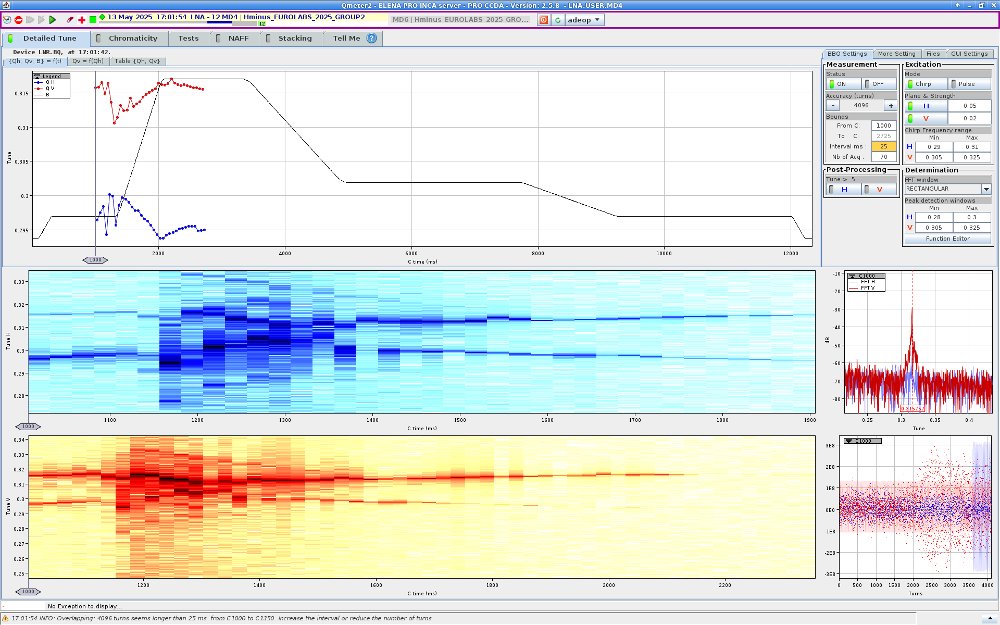 Qmeter2 - ELENA PRO INCA server - PRO CCDA - Version: 2.5.8 - LNA.USER.MD4
STOP
13 May 2025 17:01:54 LNA - 12 MD4 | Hminus_EUROLABS_2025_GROUP2
12
MD6 | Hminus_EUROLABS_2025_GRO...
adeop
Detailed Tune
Chromaticity
Tests
NAFF
Stacking
Tell Me ?
Device LNR.BQ, at 17:01:42.
{Qh, Qv, B} = f(t)
Qv = f(Qh)
Table {Qh, Qv}
Legend
Q H
Q V
B
Tune
0.315
0.31
0.305
0.3
0.295
2000
4000
6000
8000
10000
12000
1000
C time (ms)
BBQ Settings
More Setting
Files
GUI Settings
Measurement
Status
ON
OFF
Accuracy (turns)
-
4096
+
Bounds
From C:
1000
To C:
2725
Interval ms :
25
Nb of Acq :
70
Post-Processing
Tune > .5
H
V
Excitation
Mode
Chirp
Pulse
Plane & Strength
H
0.05
V
0.02
Chirp Frequency range
Min
Max
H
0.29
0.31
V
0.305
0.325
Determination
FFT window
RECTANGULAR
Peak detection windows
Min
Max
H
0.28
0.3
V
0.305
0.325
Function Editor
Tune H
0.33
0.32
0.31
0.3
0.29
0.28
1100
1200
1300
1400
1500
1600
1700
1800
1900
1000
C time (ms)
C1000
FFT H
FFT V
dB
-10
-20
-30
-40
-50
-60
-70
-80
0.315757
0.25
0.3
0.35
0.4
Tune
Tune V
0.34
0.33
0.32
0.31
0.3
0.29
0.28
0.27
0.26
0.25
1200
1400
1600
1800
2000
2200
1000
C time (ms)
C1000
3E8
2E8
1E8
0E0
-1E8
-2E8
-3E8
0
500
1000
1500
2000
2500
3000
3500
4000
Turns
-
No Exception to display...
17:01:54 INFO: Overlapping: 4096 turns seems longer than 25 ms from C1000 to C1350. Increase the interval or reduce the number of turns